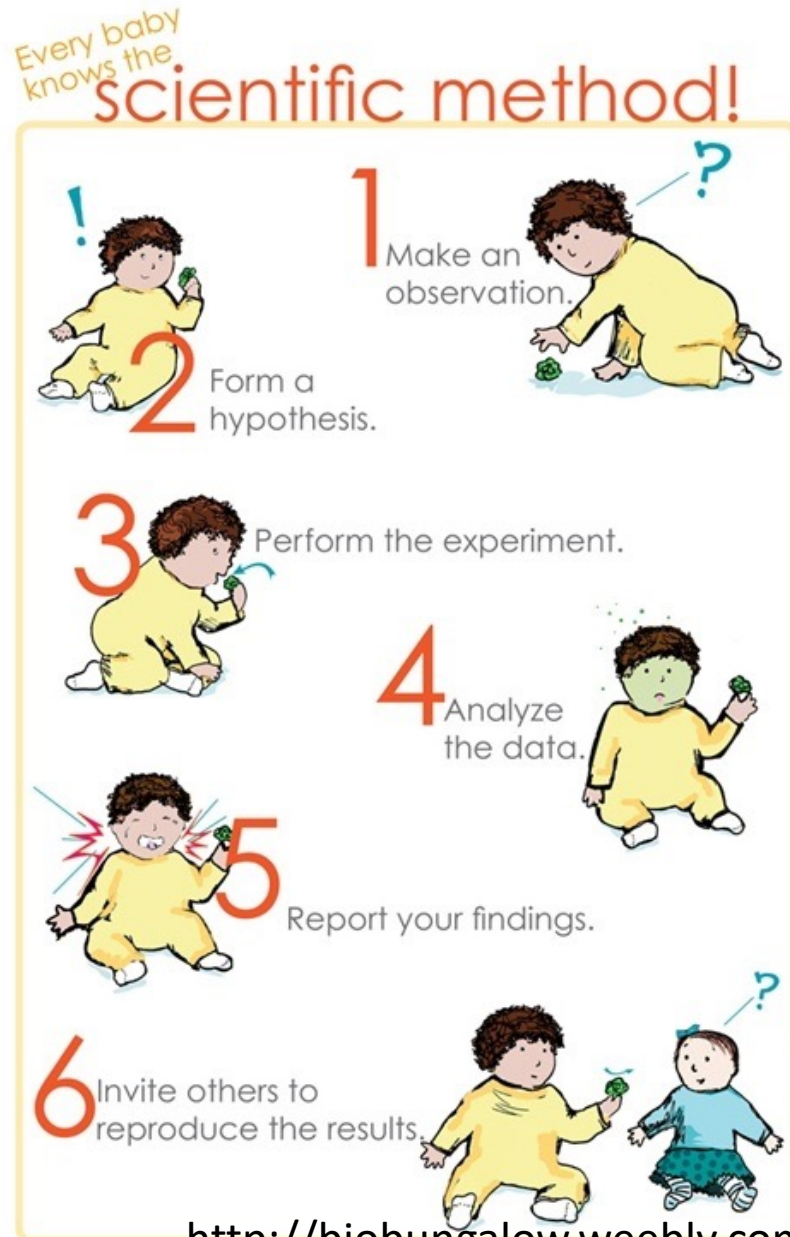 Every baby
knows the
scientific method!
!
?
1
Make an
observation.
2
Form a
hypothesis.
3
Perform the experiment.
4
Analyze
the data.
5
Report your findings.
?
6
Invite others to
reproduce the results.